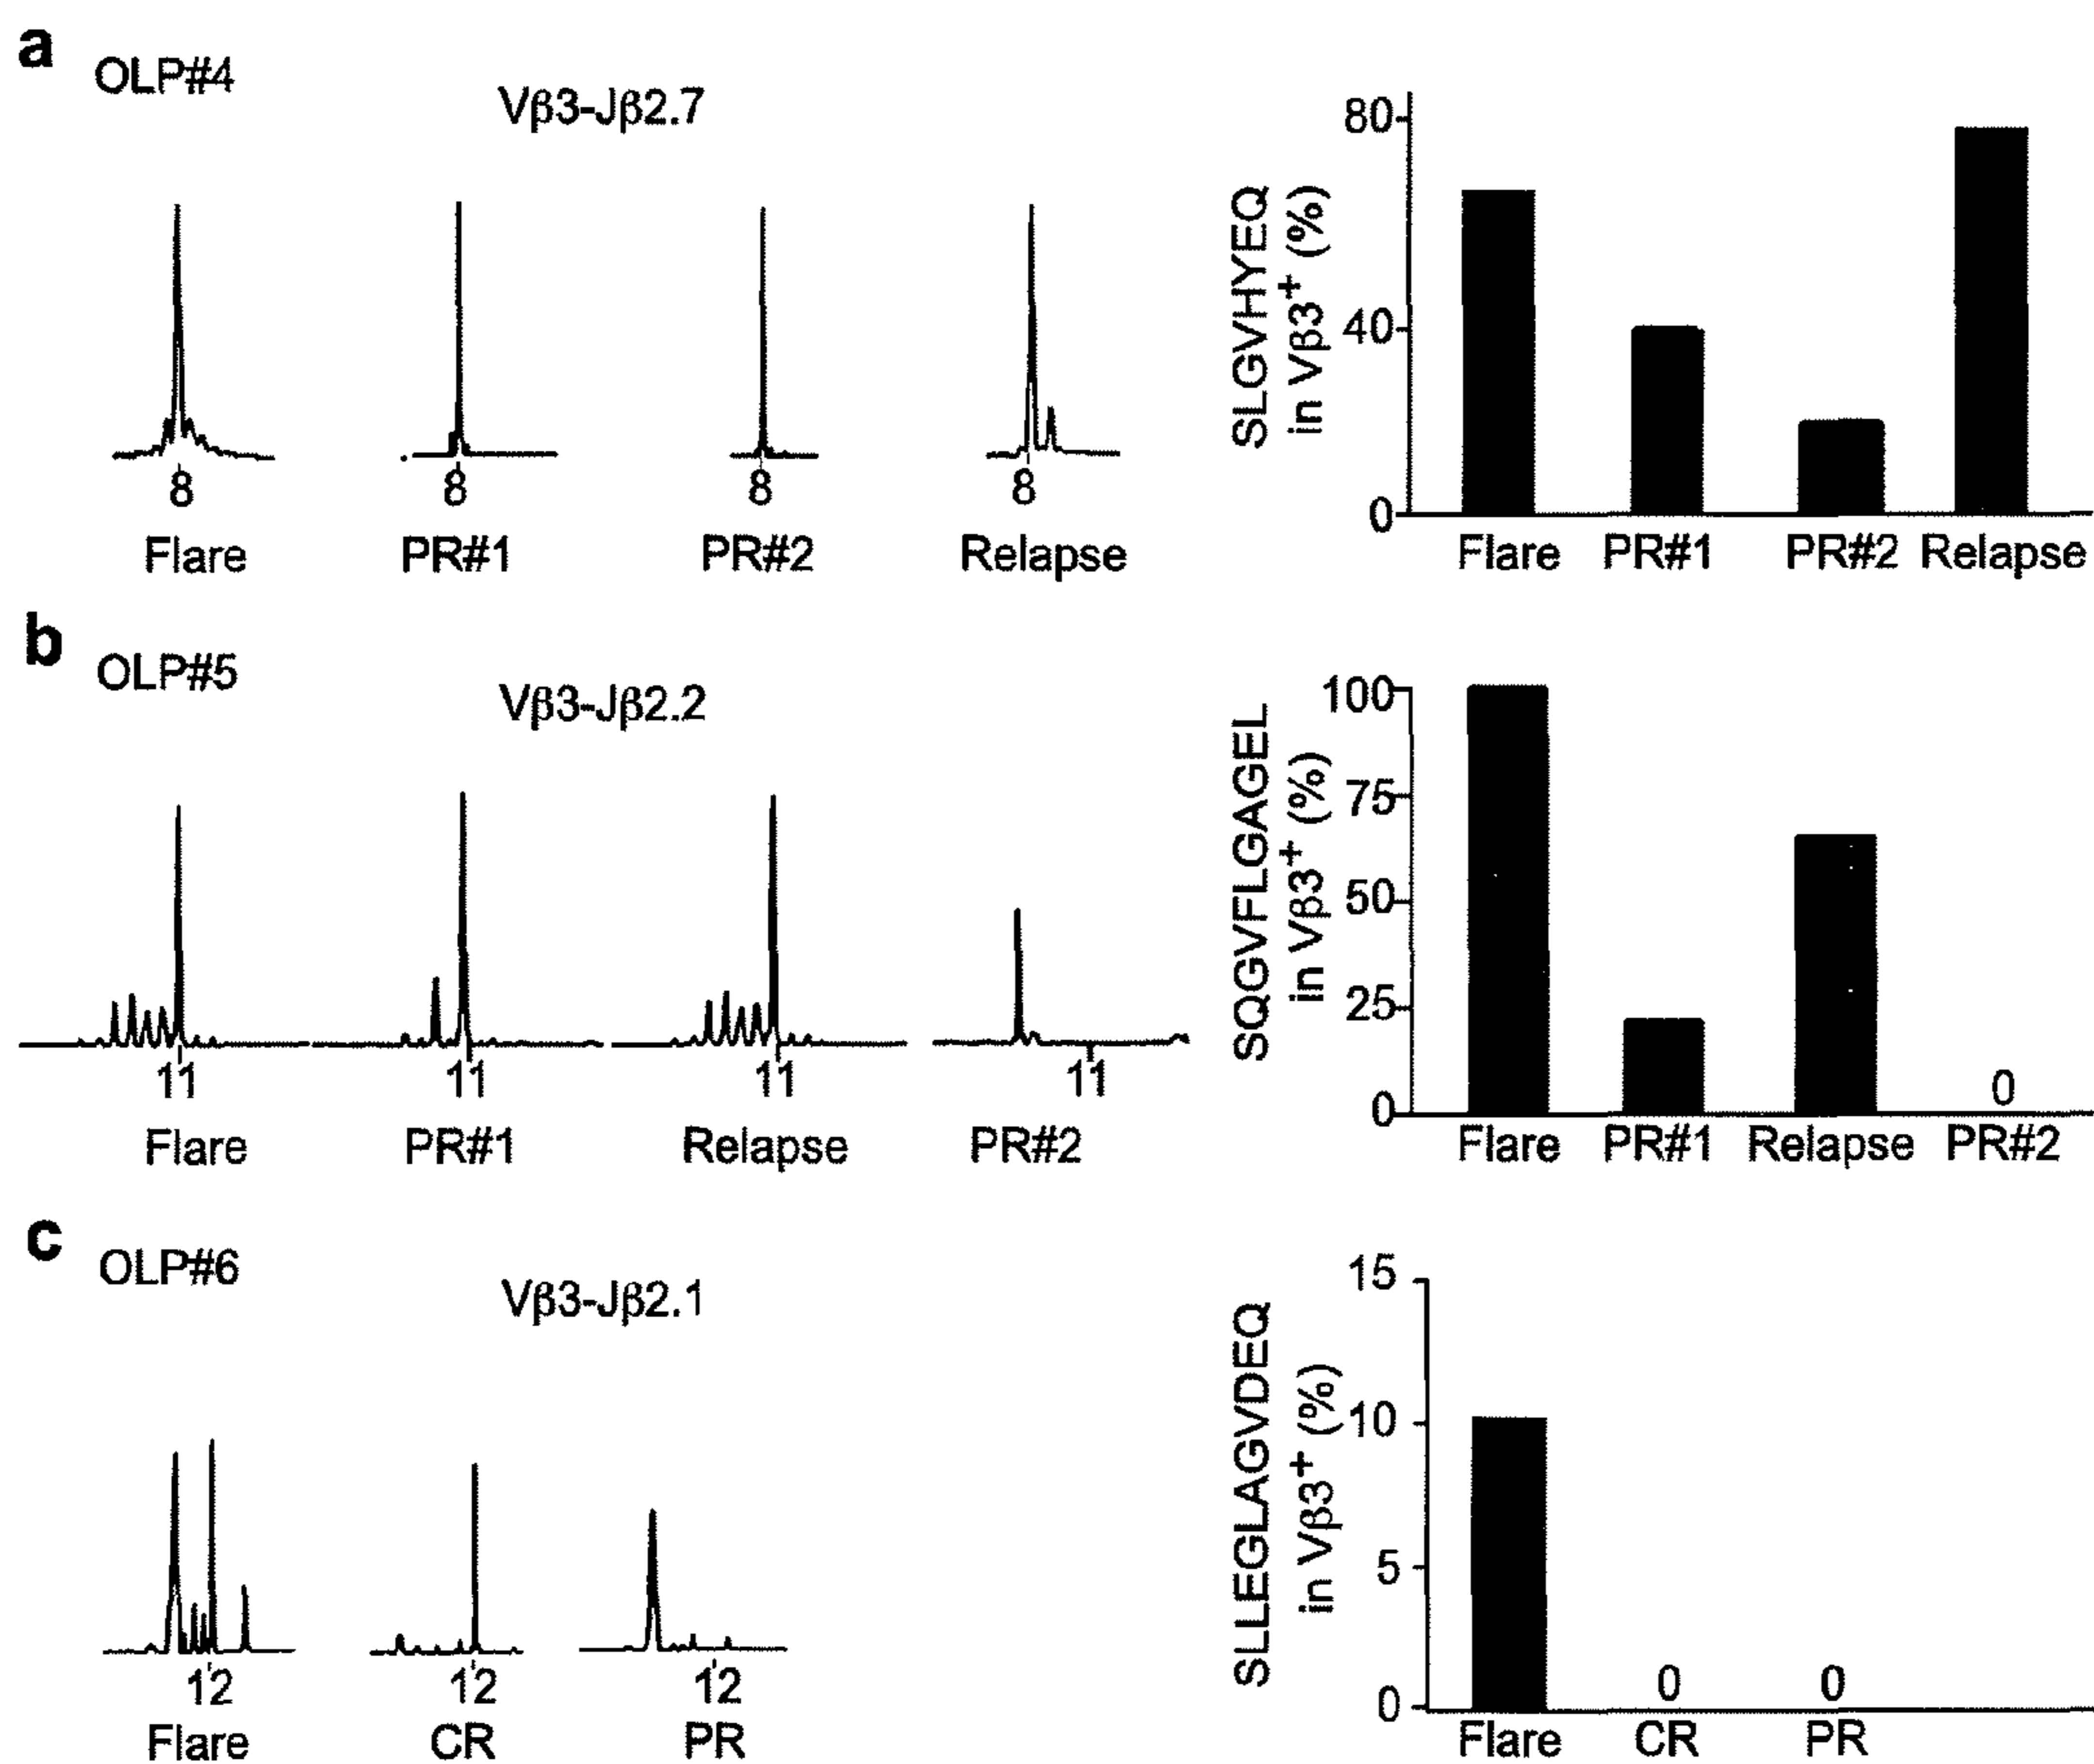 a
OLP#4
Vβ3-Jβ2.7
8
8
8
8
Flare
PR#1
PR#2
Relapse
SLGVHYEQ
in Vβ3+ (%)
80
40
0
Flare
PR#1
PR#2
Relapse
b
OLP#5
Vβ3-Jβ2.2
11
11
11
11
Flare
PR#1
Relapse
PR#2
SQGVFLGAGEL
in Vβ3+ (%)
100
75
50
25
0
0
Flare
PR#1
Relapse
PR#2
c
OLP#6
Vβ3-Jβ2.1
12
12
12
Flare
CR
PR
SLLEGLAGVDEQ
in Vβ3+ (%)
15
10
5
0
0
0
Flare
CR
PR